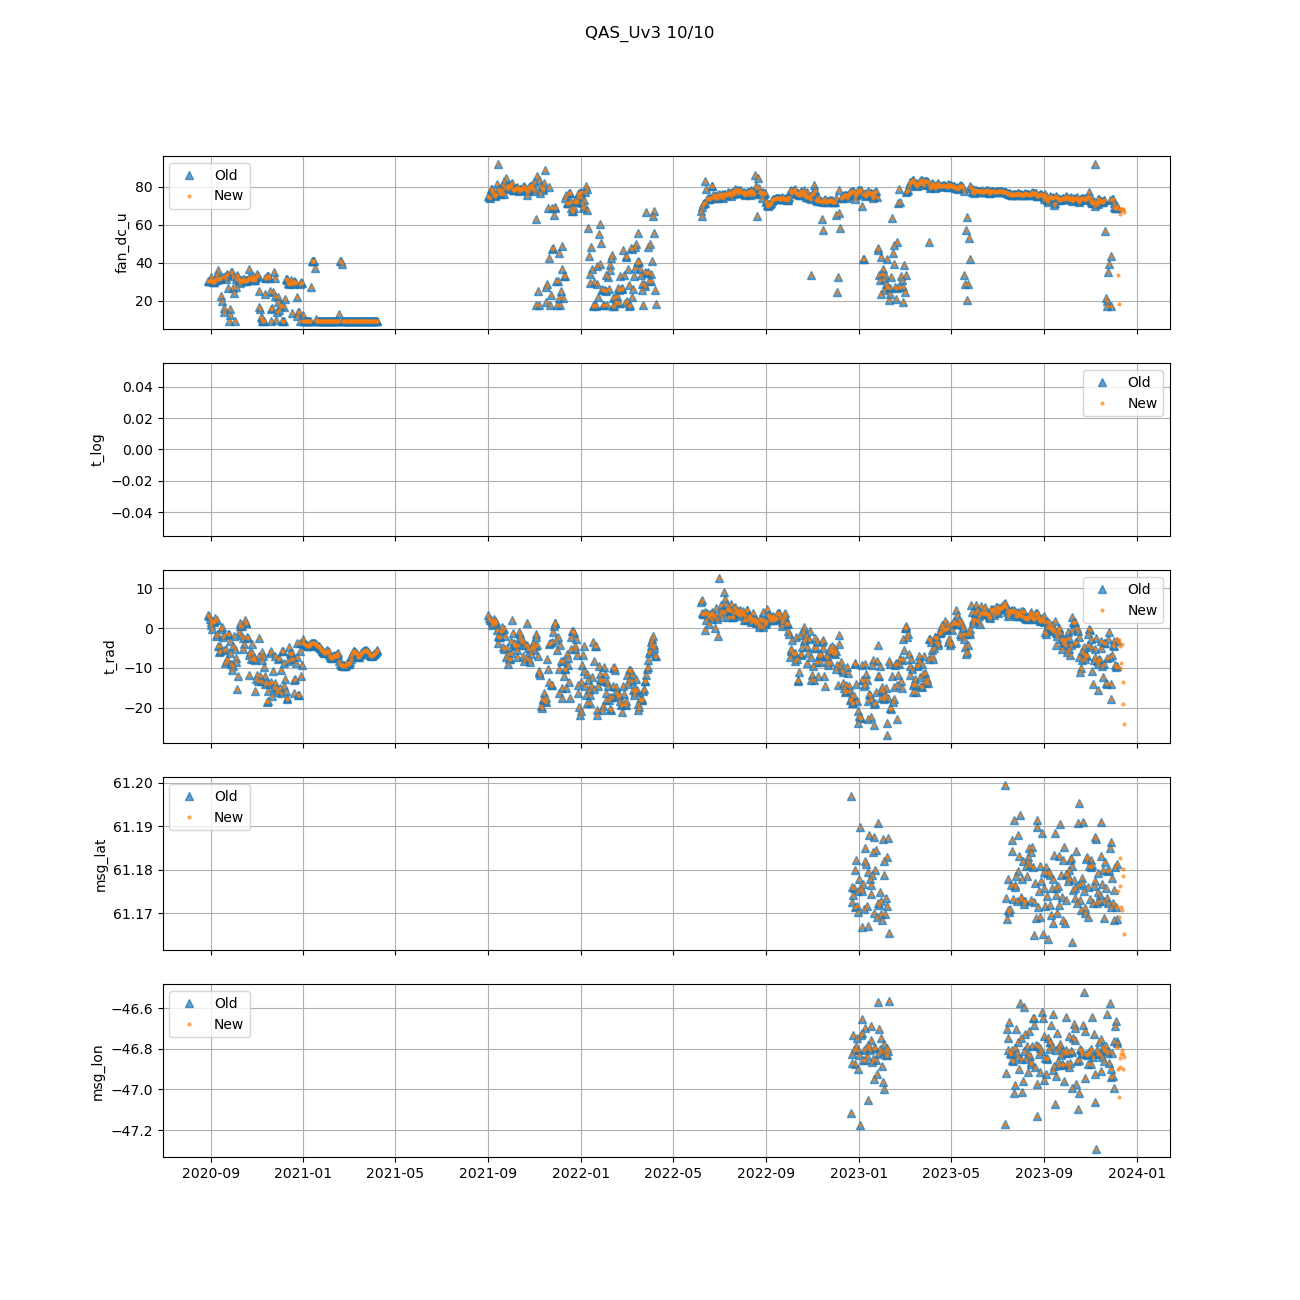 QAS_Uv3 10/10
fan_dc_u
80
60
40
20
Old
New
t_log
0.04
0.02
0.00
−0.02
−0.04
Old
New
t_rad
10
0
−10
−20
Old
New
msg_lat
61.20
61.19
61.18
61.17
Old
New
msg_lon
−46.6
−46.8
−47.0
−47.2
Old
New
2020-09 2021-01 2021-05 2021-09 2022-01 2022-05 2022-09 2023-01 2023-05 2023-09 2024-01